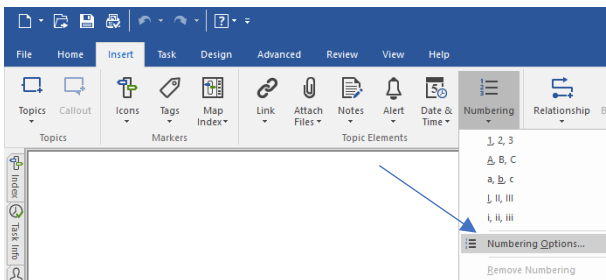 File Home Insert Task Design Advanced Review View Help
Topics Callout Icons Tags Map Index Link Attach Files Notes Alert Date & Time Numbering Relationship
Topics Markers Topic Elements
1, 2, 3
A, B, C
a, b, c
I, II, III
i, ii, iii
Numbering Options...
Remove Numbering
Index
Task Info